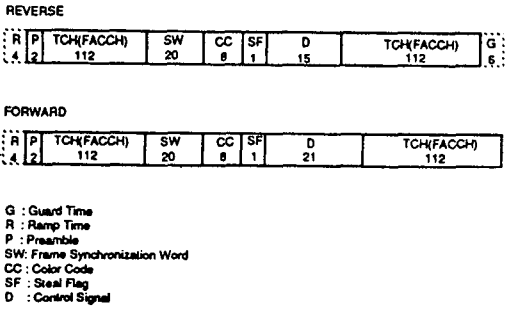 REVERSE
R P TCH(FACCH) SW CC SF D TCH(FACCH) G
4 2 112 20 8 1 15 112 6
FORWARD
R P TCH(FACCH) SW CC SF D TCH(FACCH)
4 2 112 20 8 1 21 112
G : Guard Time
R : Ramp Time
P : Preamble
SW: Frame Synchronization Word
CC : Color Code
SF : Steal Flag
D : Control Signal